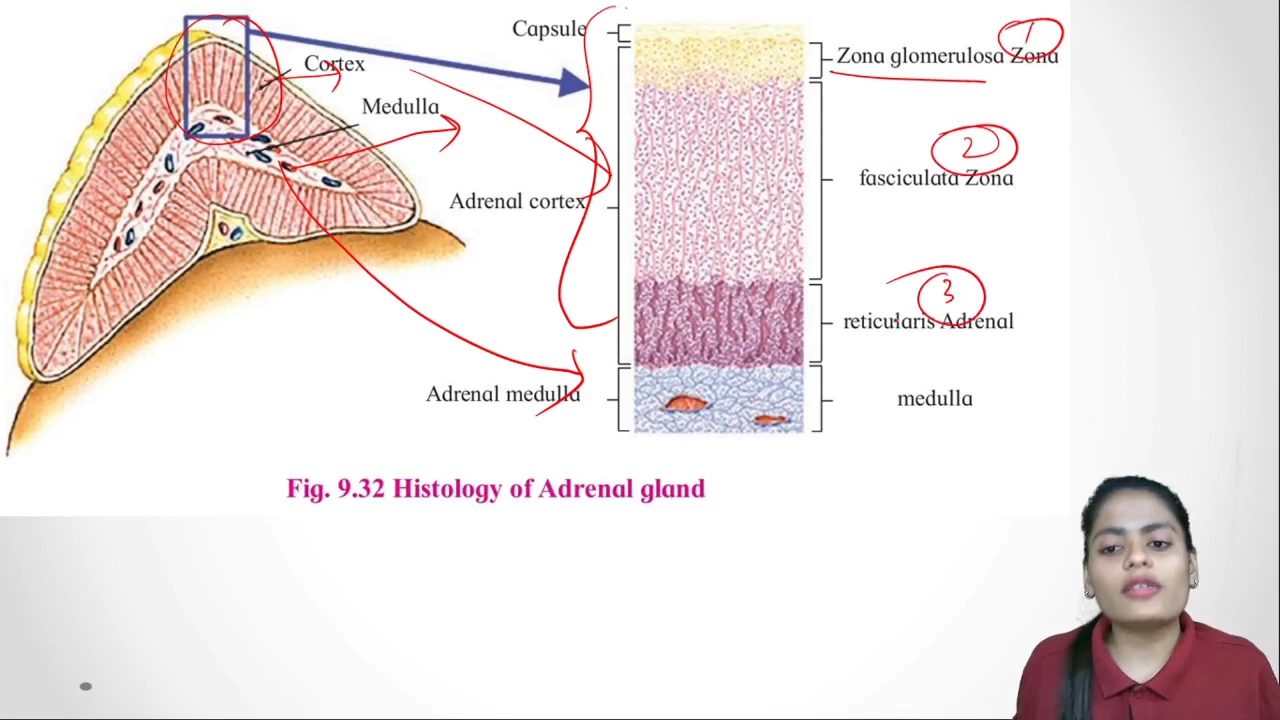 Capsule
Zona glomerulosa Zona
1
Cortex
Medulla
2
fasciculata Zona
Adrenal cortex
3
reticularis Adrenal
Adrenal medulla
medulla
Fig. 9.32 Histology of Adrenal gland